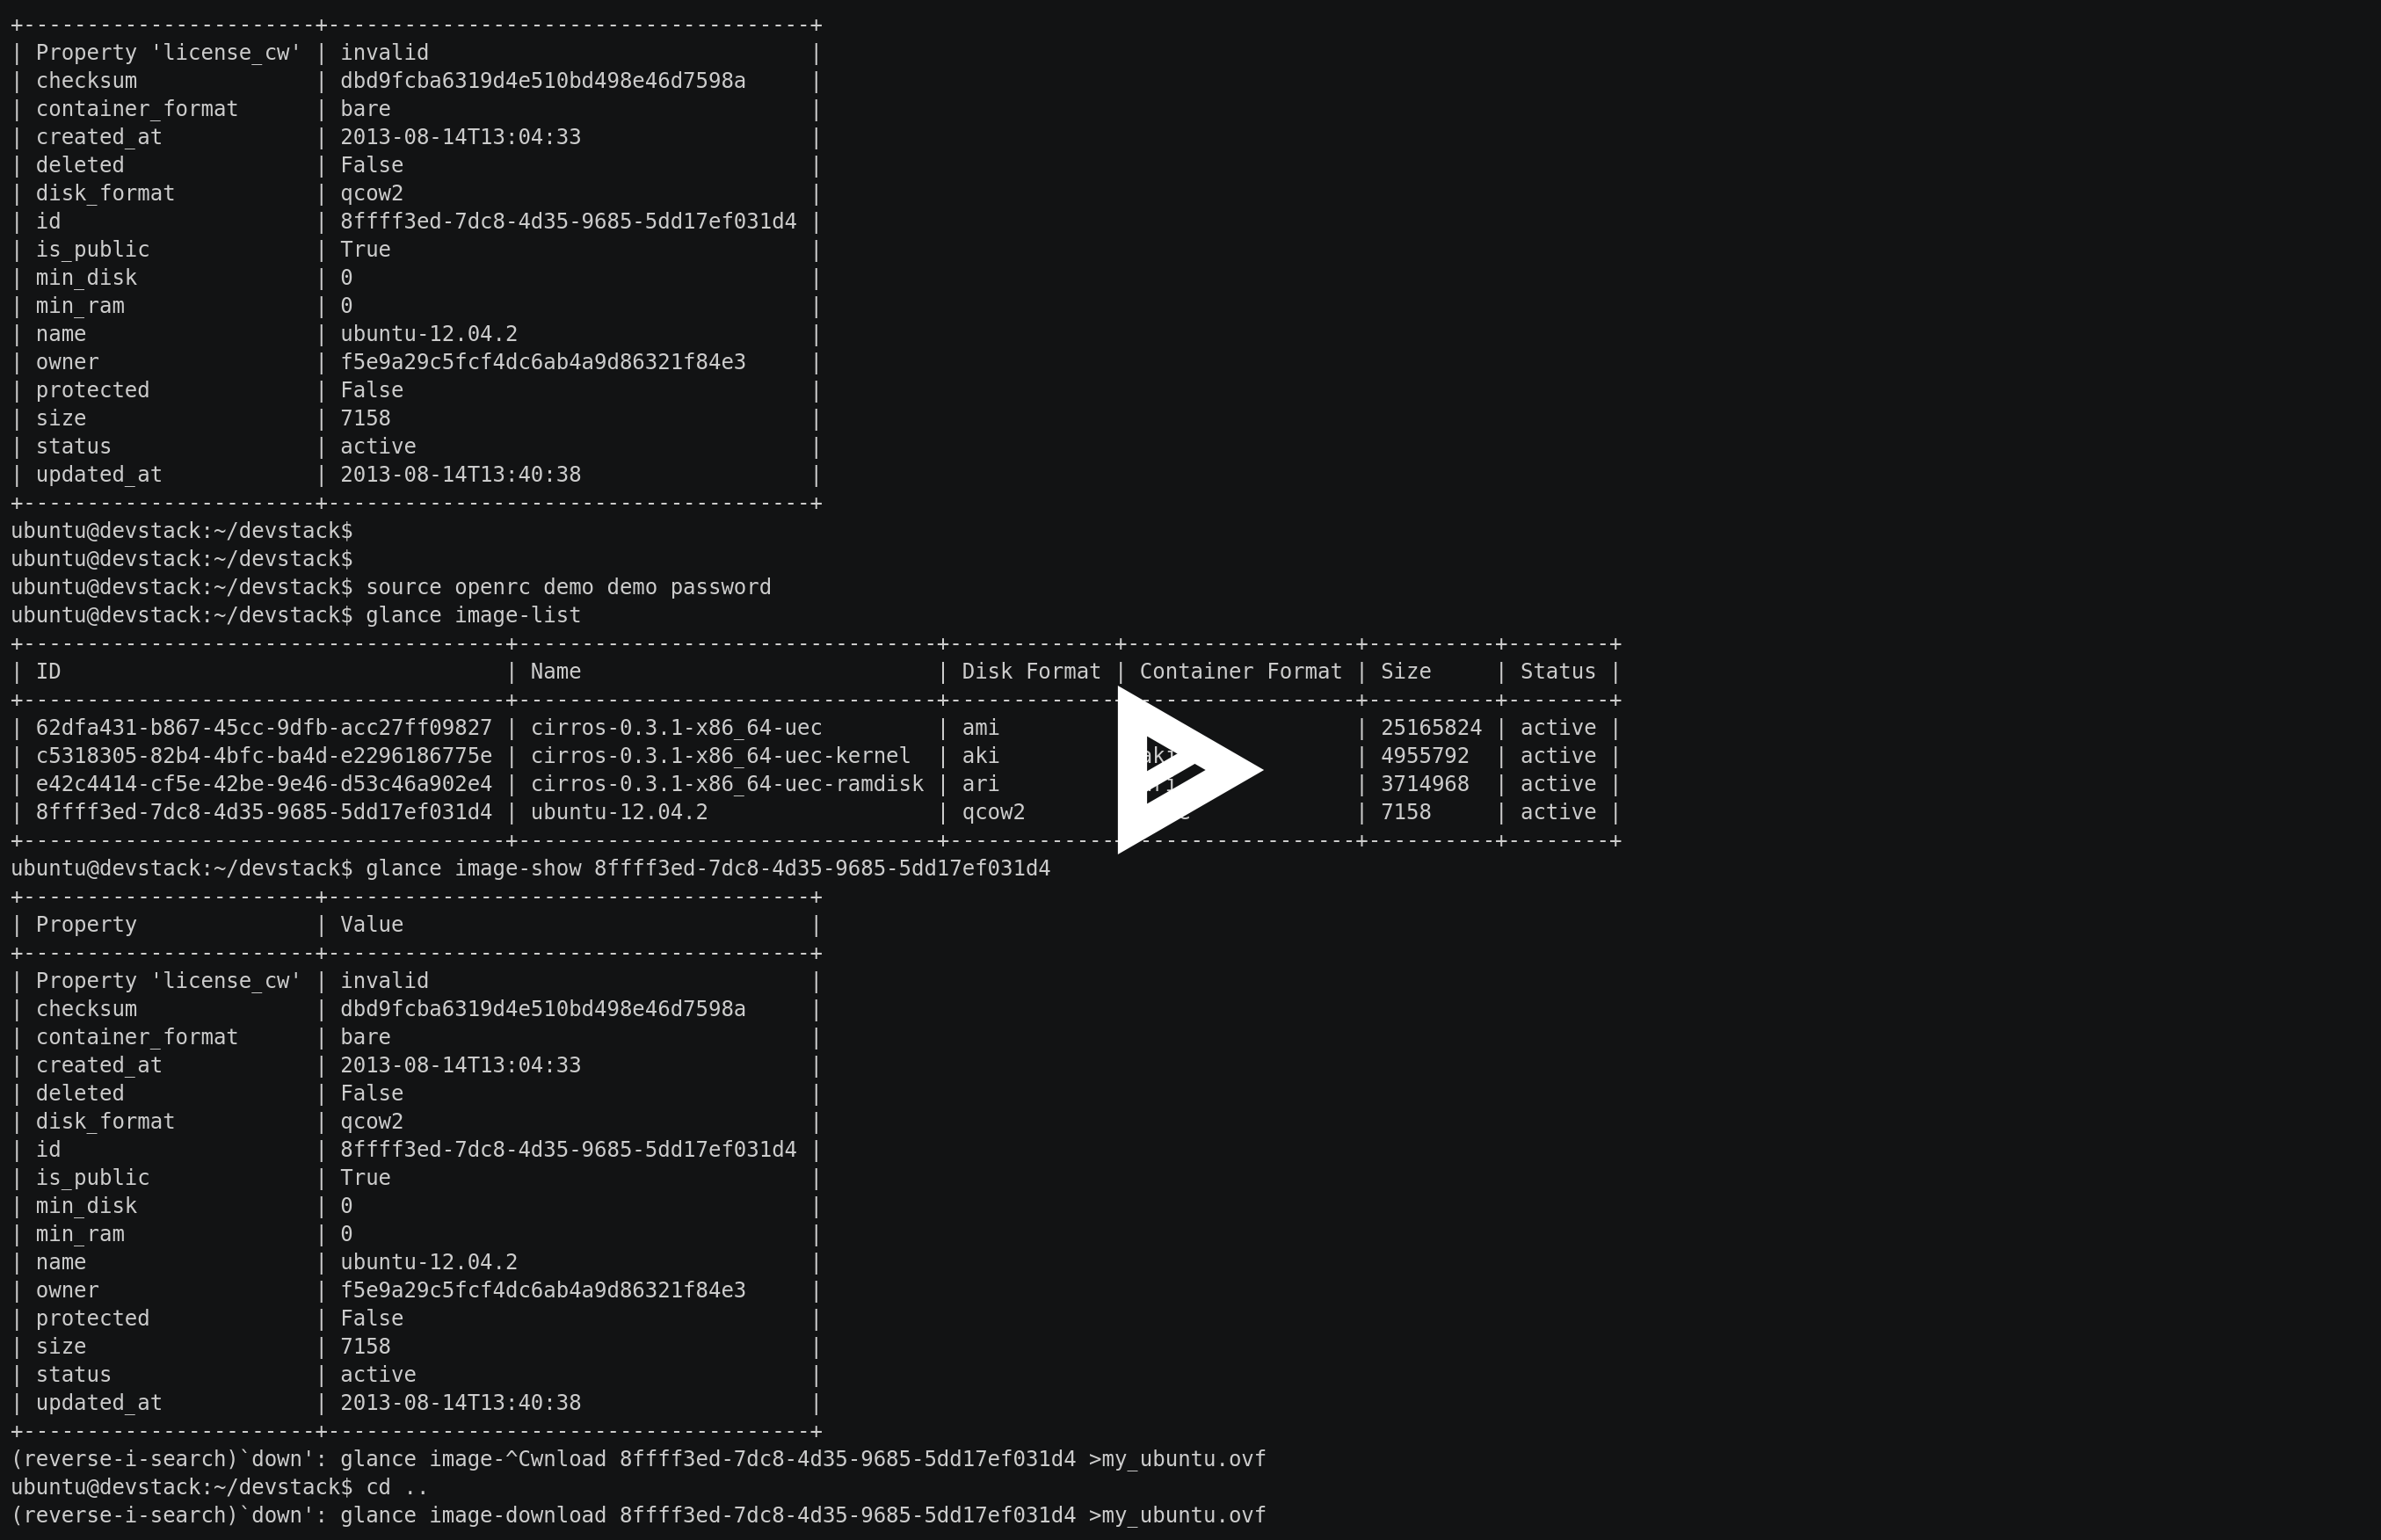 +-----------------------+--------------------------------------+
| Property 'license_cw' | invalid                              |
| checksum              | dbd9fcba6319d4e510bd498e46d7598a     |
| container_format      | bare                                 |
| created_at            | 2013-08-14T13:04:33                  |
| deleted               | False                                |
| disk_format           | qcow2                                |
| id                    | 8ffff3ed-7dc8-4d35-9685-5dd17ef031d4 |
| is_public             | True                                 |
| min_disk              | 0                                    |
| min_ram               | 0                                    |
| name                  | ubuntu-12.04.2                       |
| owner                 | f5e9a29c5fcf4dc6ab4a9d86321f84e3     |
| protected             | False                                |
| size                  | 7158                                 |
| status                | active                               |
| updated_at            | 2013-08-14T13:40:38                  |
+-----------------------+--------------------------------------+
ubuntu@devstack:~/devstack$
ubuntu@devstack:~/devstack$
ubuntu@devstack:~/devstack$ source openrc demo demo password
ubuntu@devstack:~/devstack$ glance image-list
+--------------------------------------+---------------------------------+-------------+------------------+----------+--------+
| ID                                   | Name                            | Disk Format | Container Format | Size     | Status |
+--------------------------------------+---------------------------------+-------------+------------------+----------+--------+
| 62dfa431-b867-45cc-9dfb-acc27ff09827 | cirros-0.3.1-x86_64-uec         | ami         |                  | 25165824 | active |
| c5318305-82b4-4bfc-ba4d-e2296186775e | cirros-0.3.1-x86_64-uec-kernel  | aki         | aki              | 4955792  | active |
| e42c4414-cf5e-42be-9e46-d53c46a902e4 | cirros-0.3.1-x86_64-uec-ramdisk | ari         |                  | 3714968  | active |
| 8ffff3ed-7dc8-4d35-9685-5dd17ef031d4 | ubuntu-12.04.2                  | qcow2       |                  | 7158     | active |
+--------------------------------------+---------------------------------+-------------+------------------+----------+--------+
ubuntu@devstack:~/devstack$ glance image-show 8ffff3ed-7dc8-4d35-9685-5dd17ef031d4
+-----------------------+--------------------------------------+
| Property              | Value                                |
+-----------------------+--------------------------------------+
| Property 'license_cw' | invalid                              |
| checksum              | dbd9fcba6319d4e510bd498e46d7598a     |
| container_format      | bare                                 |
| created_at            | 2013-08-14T13:04:33                  |
| deleted               | False                                |
| disk_format           | qcow2                                |
| id                    | 8ffff3ed-7dc8-4d35-9685-5dd17ef031d4 |
| is_public             | True                                 |
| min_disk              | 0                                    |
| min_ram               | 0                                    |
| name                  | ubuntu-12.04.2                       |
| owner                 | f5e9a29c5fcf4dc6ab4a9d86321f84e3     |
| protected             | False                                |
| size                  | 7158                                 |
| status                | active                               |
| updated_at            | 2013-08-14T13:40:38                  |
+-----------------------+--------------------------------------+
(reverse-i-search)`down': glance image-^Cwnload 8ffff3ed-7dc8-4d35-9685-5dd17ef031d4 >my_ubuntu.ovf
ubuntu@devstack:~/devstack$ cd ..
(reverse-i-search)`down': glance image-download 8ffff3ed-7dc8-4d35-9685-5dd17ef031d4 >my_ubuntu.ovf